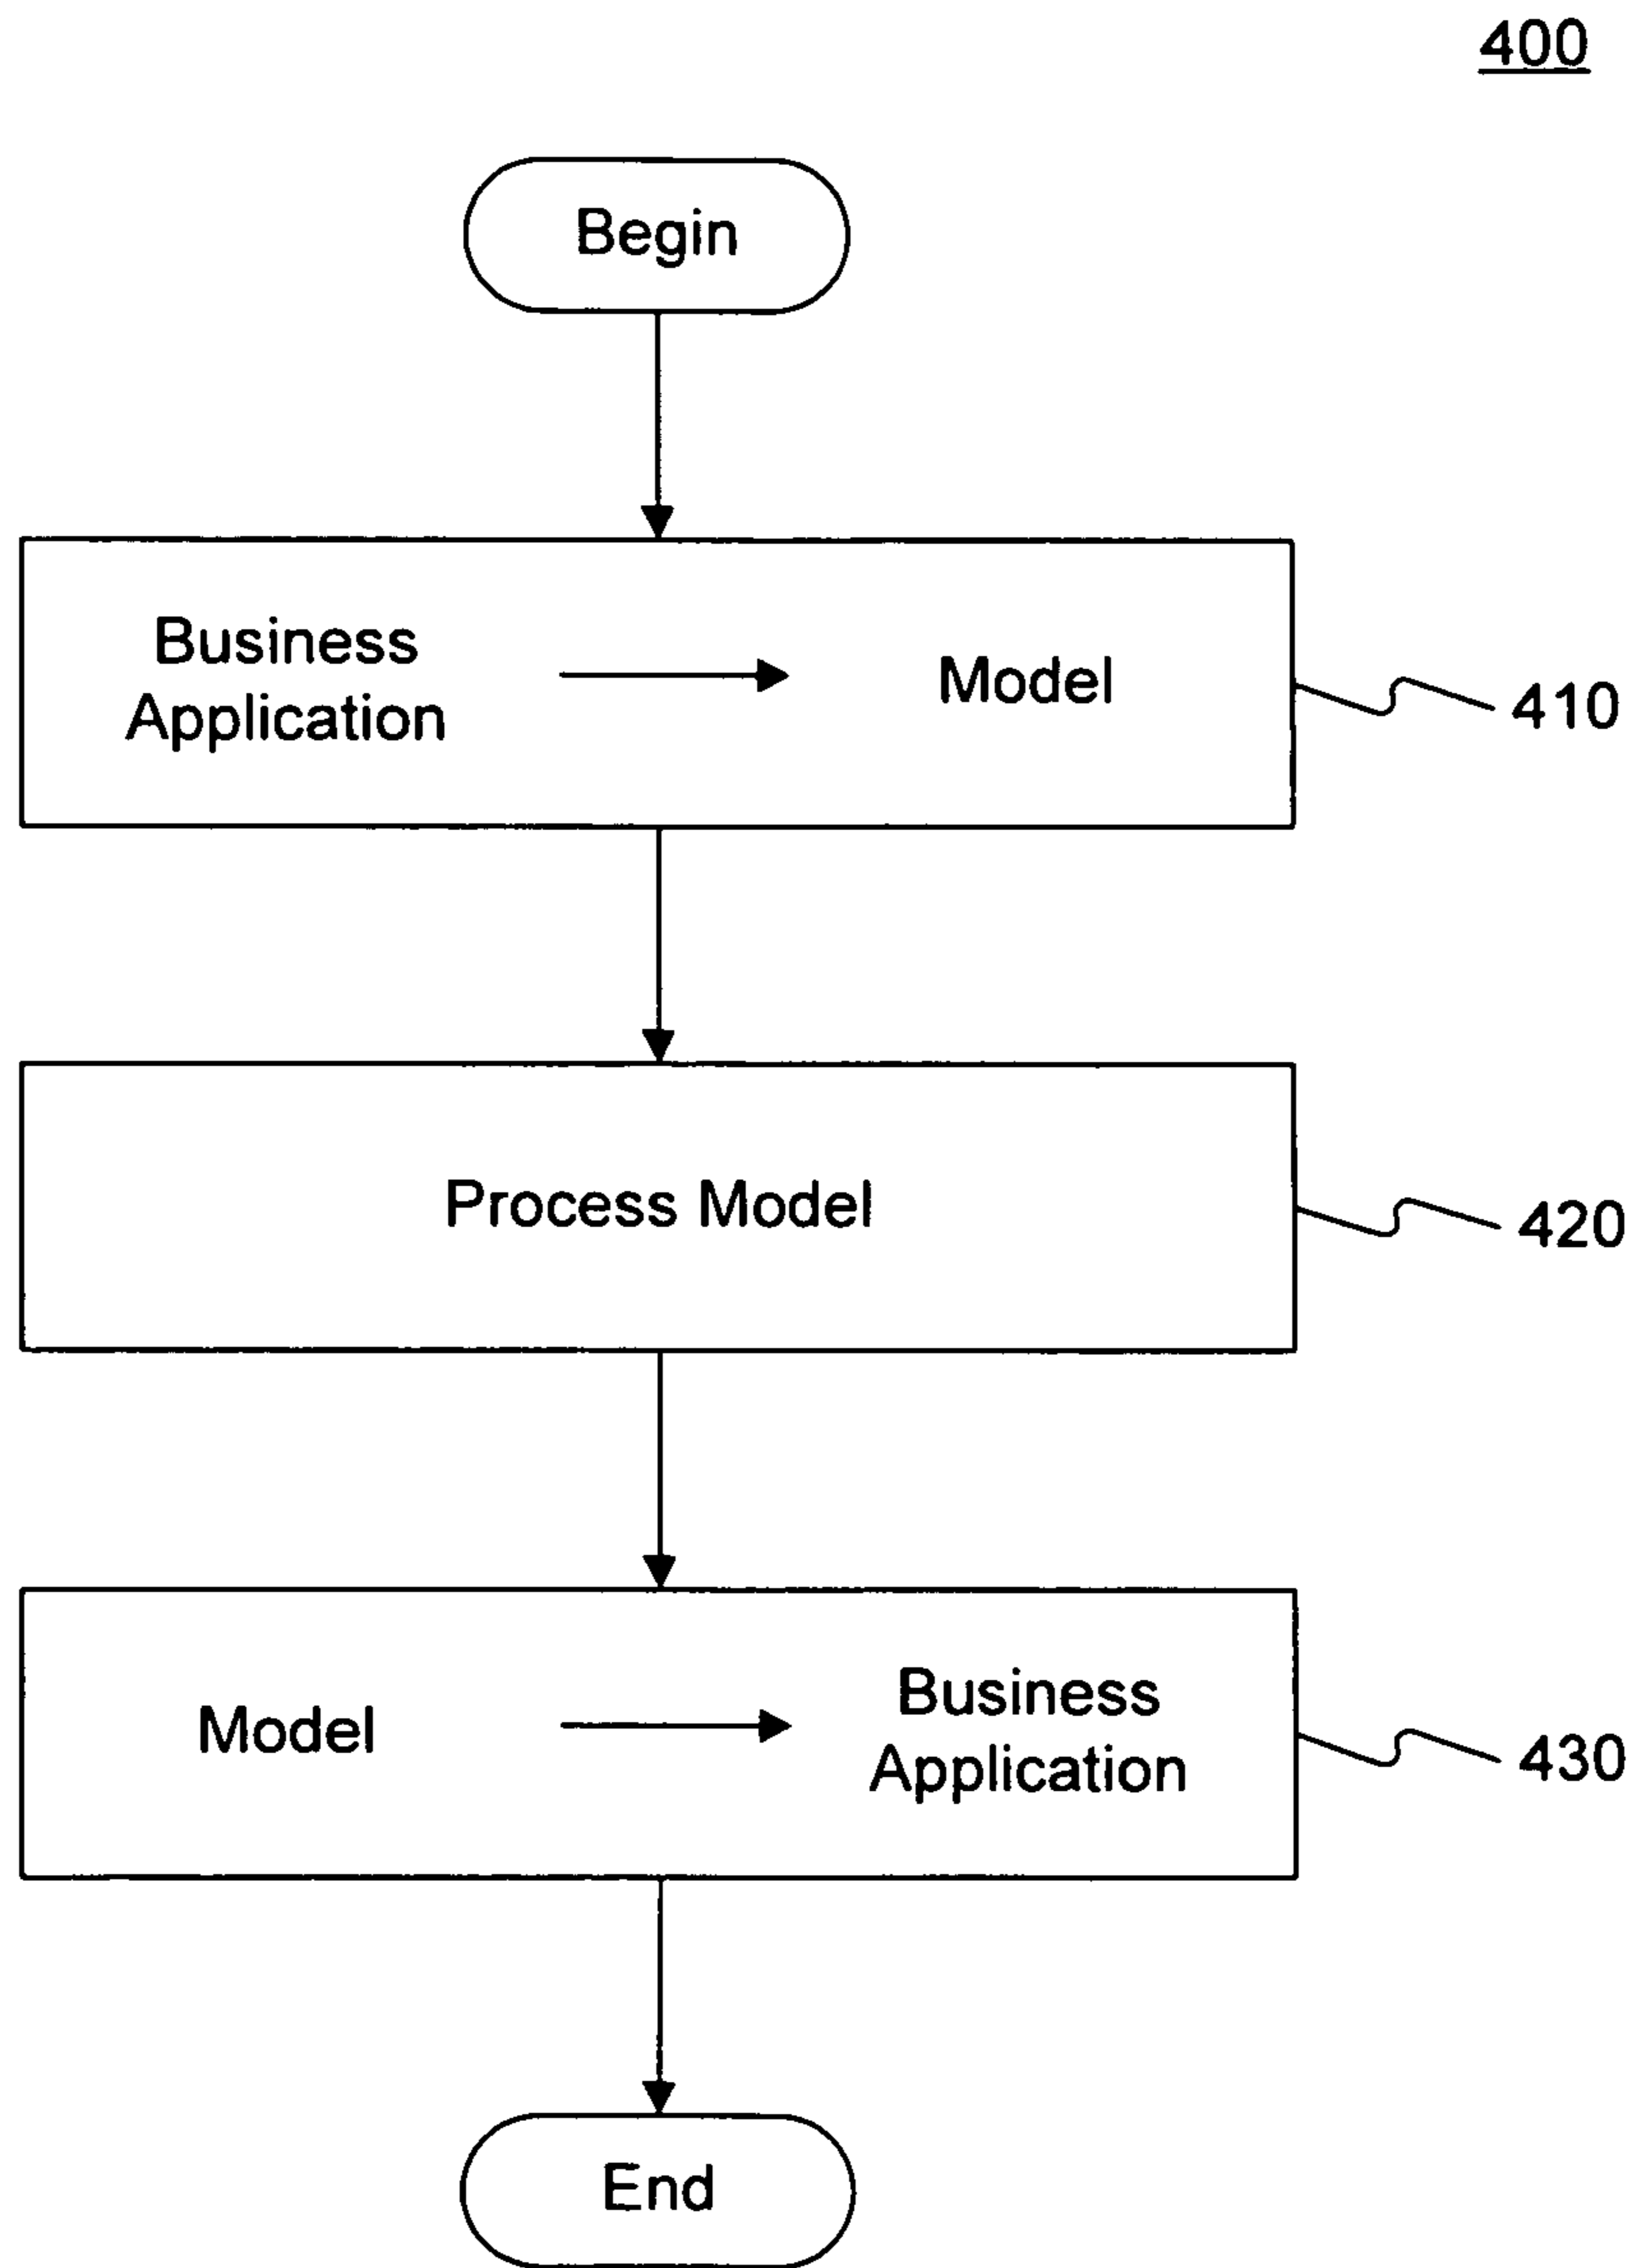 400
Begin
Business
Application
Model
410
Process Model
420
Model
Business
Application
430
End